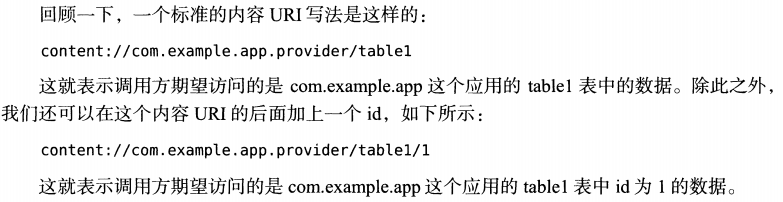 回顾一下，一个标准的内容 URI 写法是这样的：
content://com.example.app.provider/table1
这就表示调用方期望访问的是 com.example.app 这个应用的 table1 表中的数据。除此之外，
我们还可以在这个内容 URI 的后面加上一个 id，如下所示：
content://com.example.app.provider/table1/1
这就表示调用方期望访问的是 com.example.app 这个应用的 table1 表中 id 为 1 的数据。